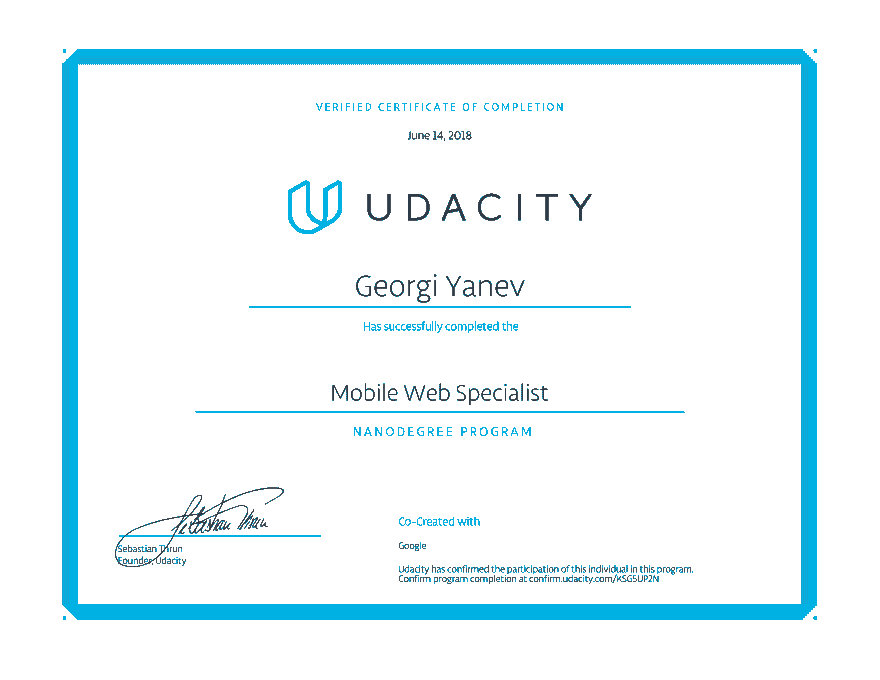 VERIFIED CERTIFICATE OF COMPLETION
June 14, 2018
UDACITY
Georgi Yanev
Has successfully completed the
Mobile Web Specialist
NANODEGREE PROGRAM
Sebastian Thrun
Sebastian Thrun
Founder, Udacity
Co-Created with
Google
Udacity has confirmed the participation of this individual in this program.
Confirm program completion at confirm.udacity.com/KSG5UP2N